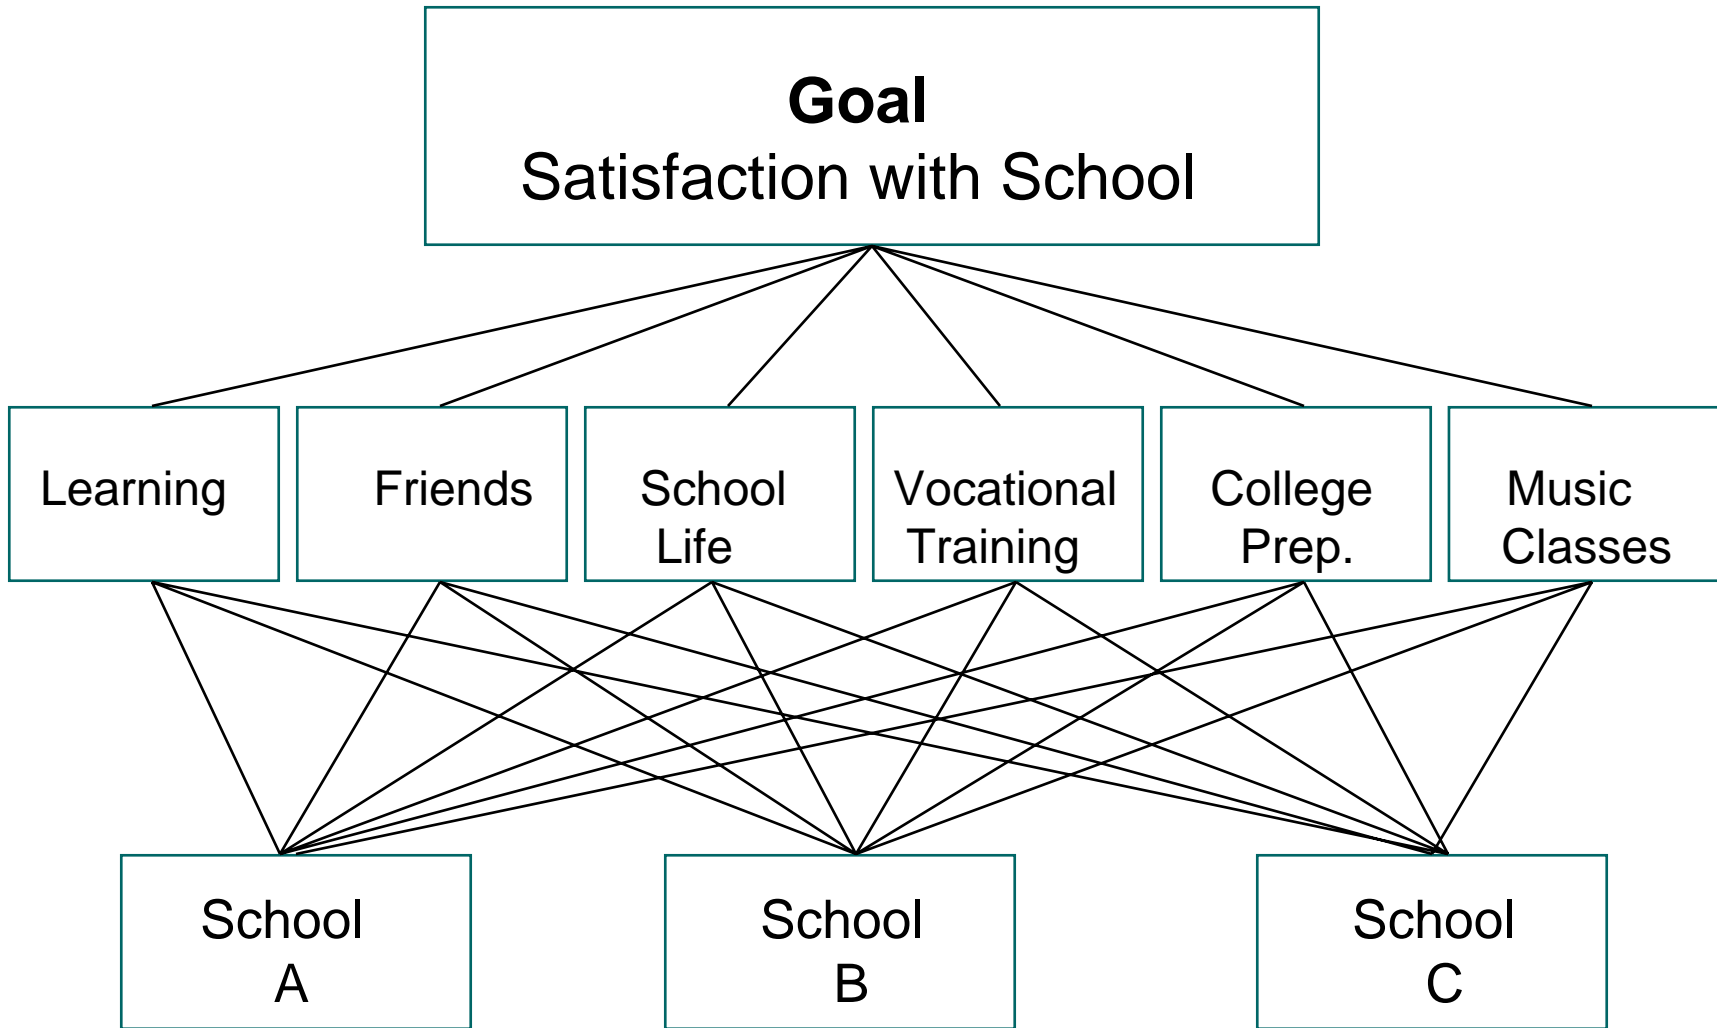 Goal
Satisfaction with School
Learning
Friends
School
Life
Vocational
Training
College
Prep.
Music
Classes
School
A
School
B
School
C